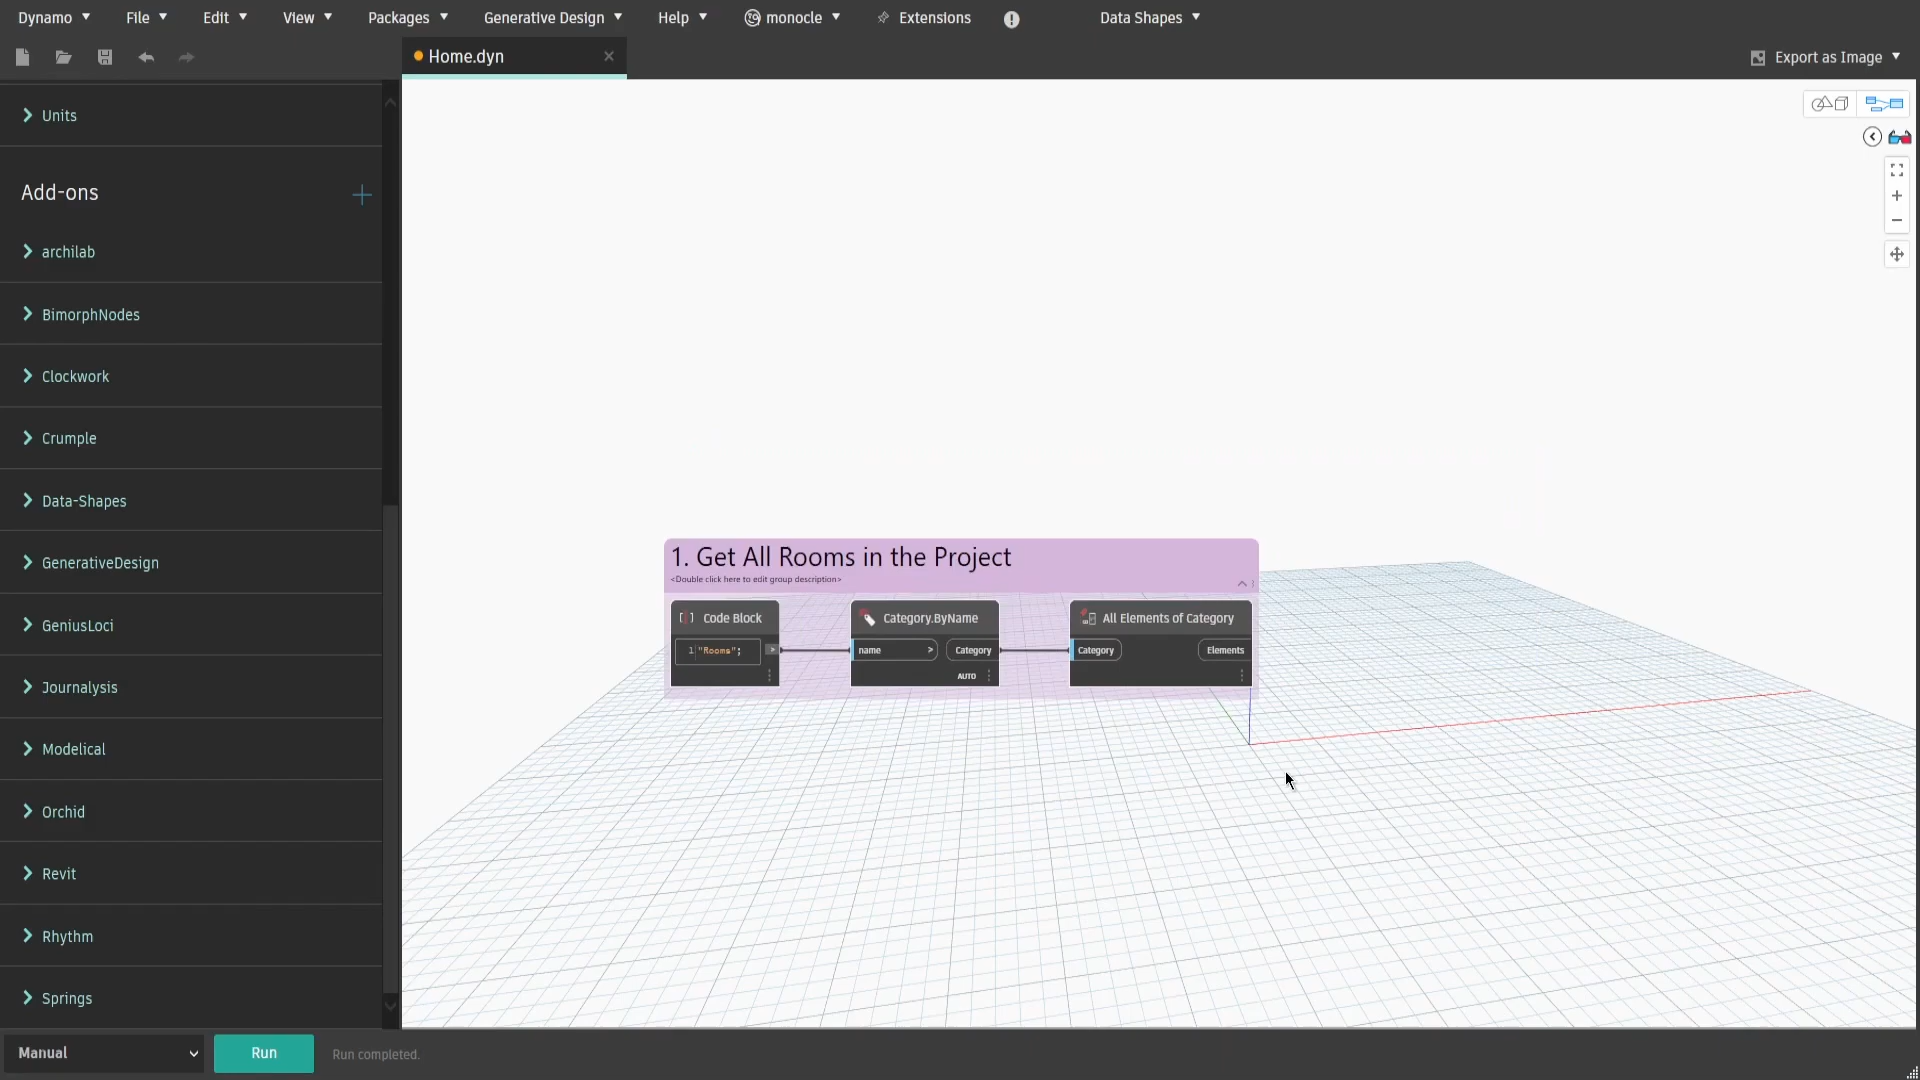 Dynamo File Edit View Packages Generative Design Help monocle Extensions Data Shapes
Home.dyn
Export as Image
Units
Add-ons
archilab
BimorphNodes
Clockwork
Crumple
Data-Shapes
GenerativeDesign
GeniusLoci
Journalysis
Modelical
Orchid
Revit
Rhythm
Springs
1. Get All Rooms in the Project
<Double click here to edit group description>
Code Block
1 "Rooms";
>
Category.ByName
name > Category
AUTO
All Elements of Category
Category Elements
Manual Run Run completed.